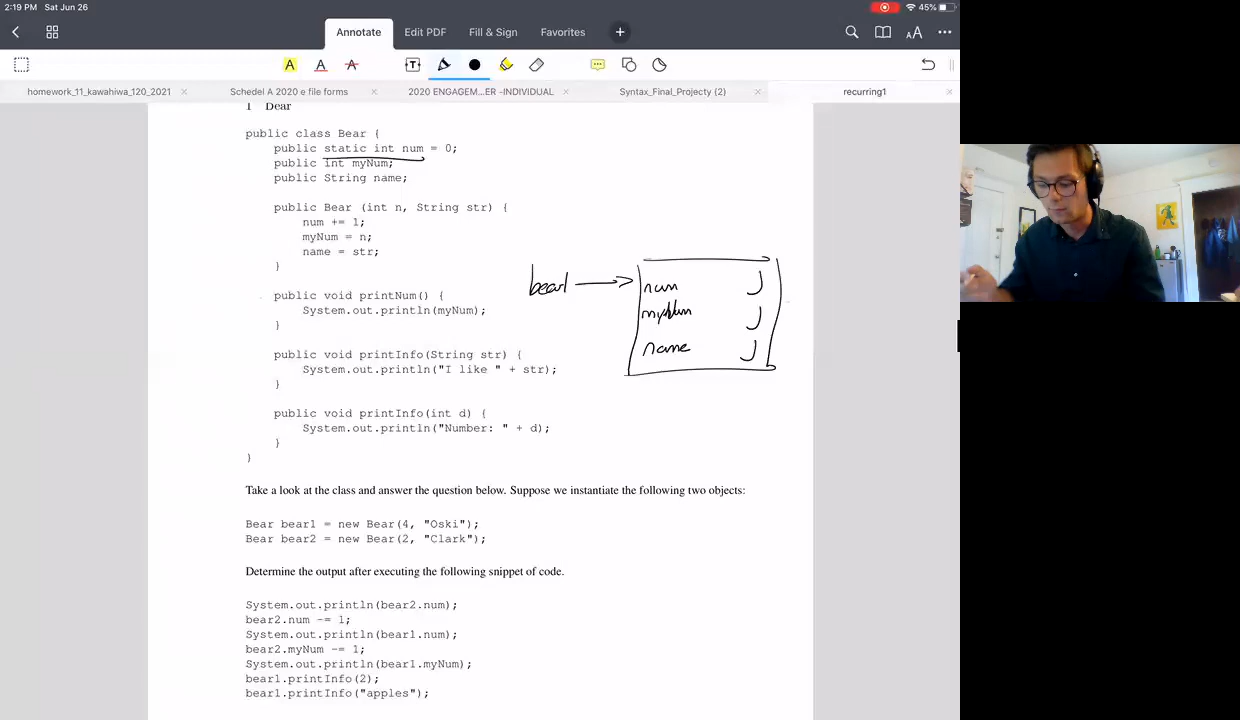 2:19 PM Sat Jun 26
45%
Annotate Edit PDF Fill & Sign Favorites +
A A A T AA
homework_11_kawahiwa_120_2021 × Schedel A 2020 e file forms × 2020 ENGAGEM...ER -INDIVIDUAL × Syntax_Final_Projecty (2) × recurring1 ×
1 Bear
public class Bear {
public static int num = 0;
public int myNum;
public String name;
public Bear (int n, String str) {
num += 1;
myNum = n;
name = str;
}
public void printNum() {
System.out.println(myNum);
}
public void printInfo(String str) {
System.out.println("I like " + str);
}
public void printInfo(int d) {
System.out.println("Number: " + d);
}
}
bear1
num
myNum
name
Take a look at the class and answer the question below. Suppose we instantiate the following two objects:
Bear bear1 = new Bear(4, "Oski");
Bear bear2 = new Bear(2, "Clark");
Determine the output after executing the following snippet of code.
System.out.println(bear2.num);
bear2.num -= 1;
System.out.println(bear1.num);
bear2.myNum -= 1;
System.out.println(bear1.myNum);
bear1.printInfo(2);
bear1.printInfo("apples");